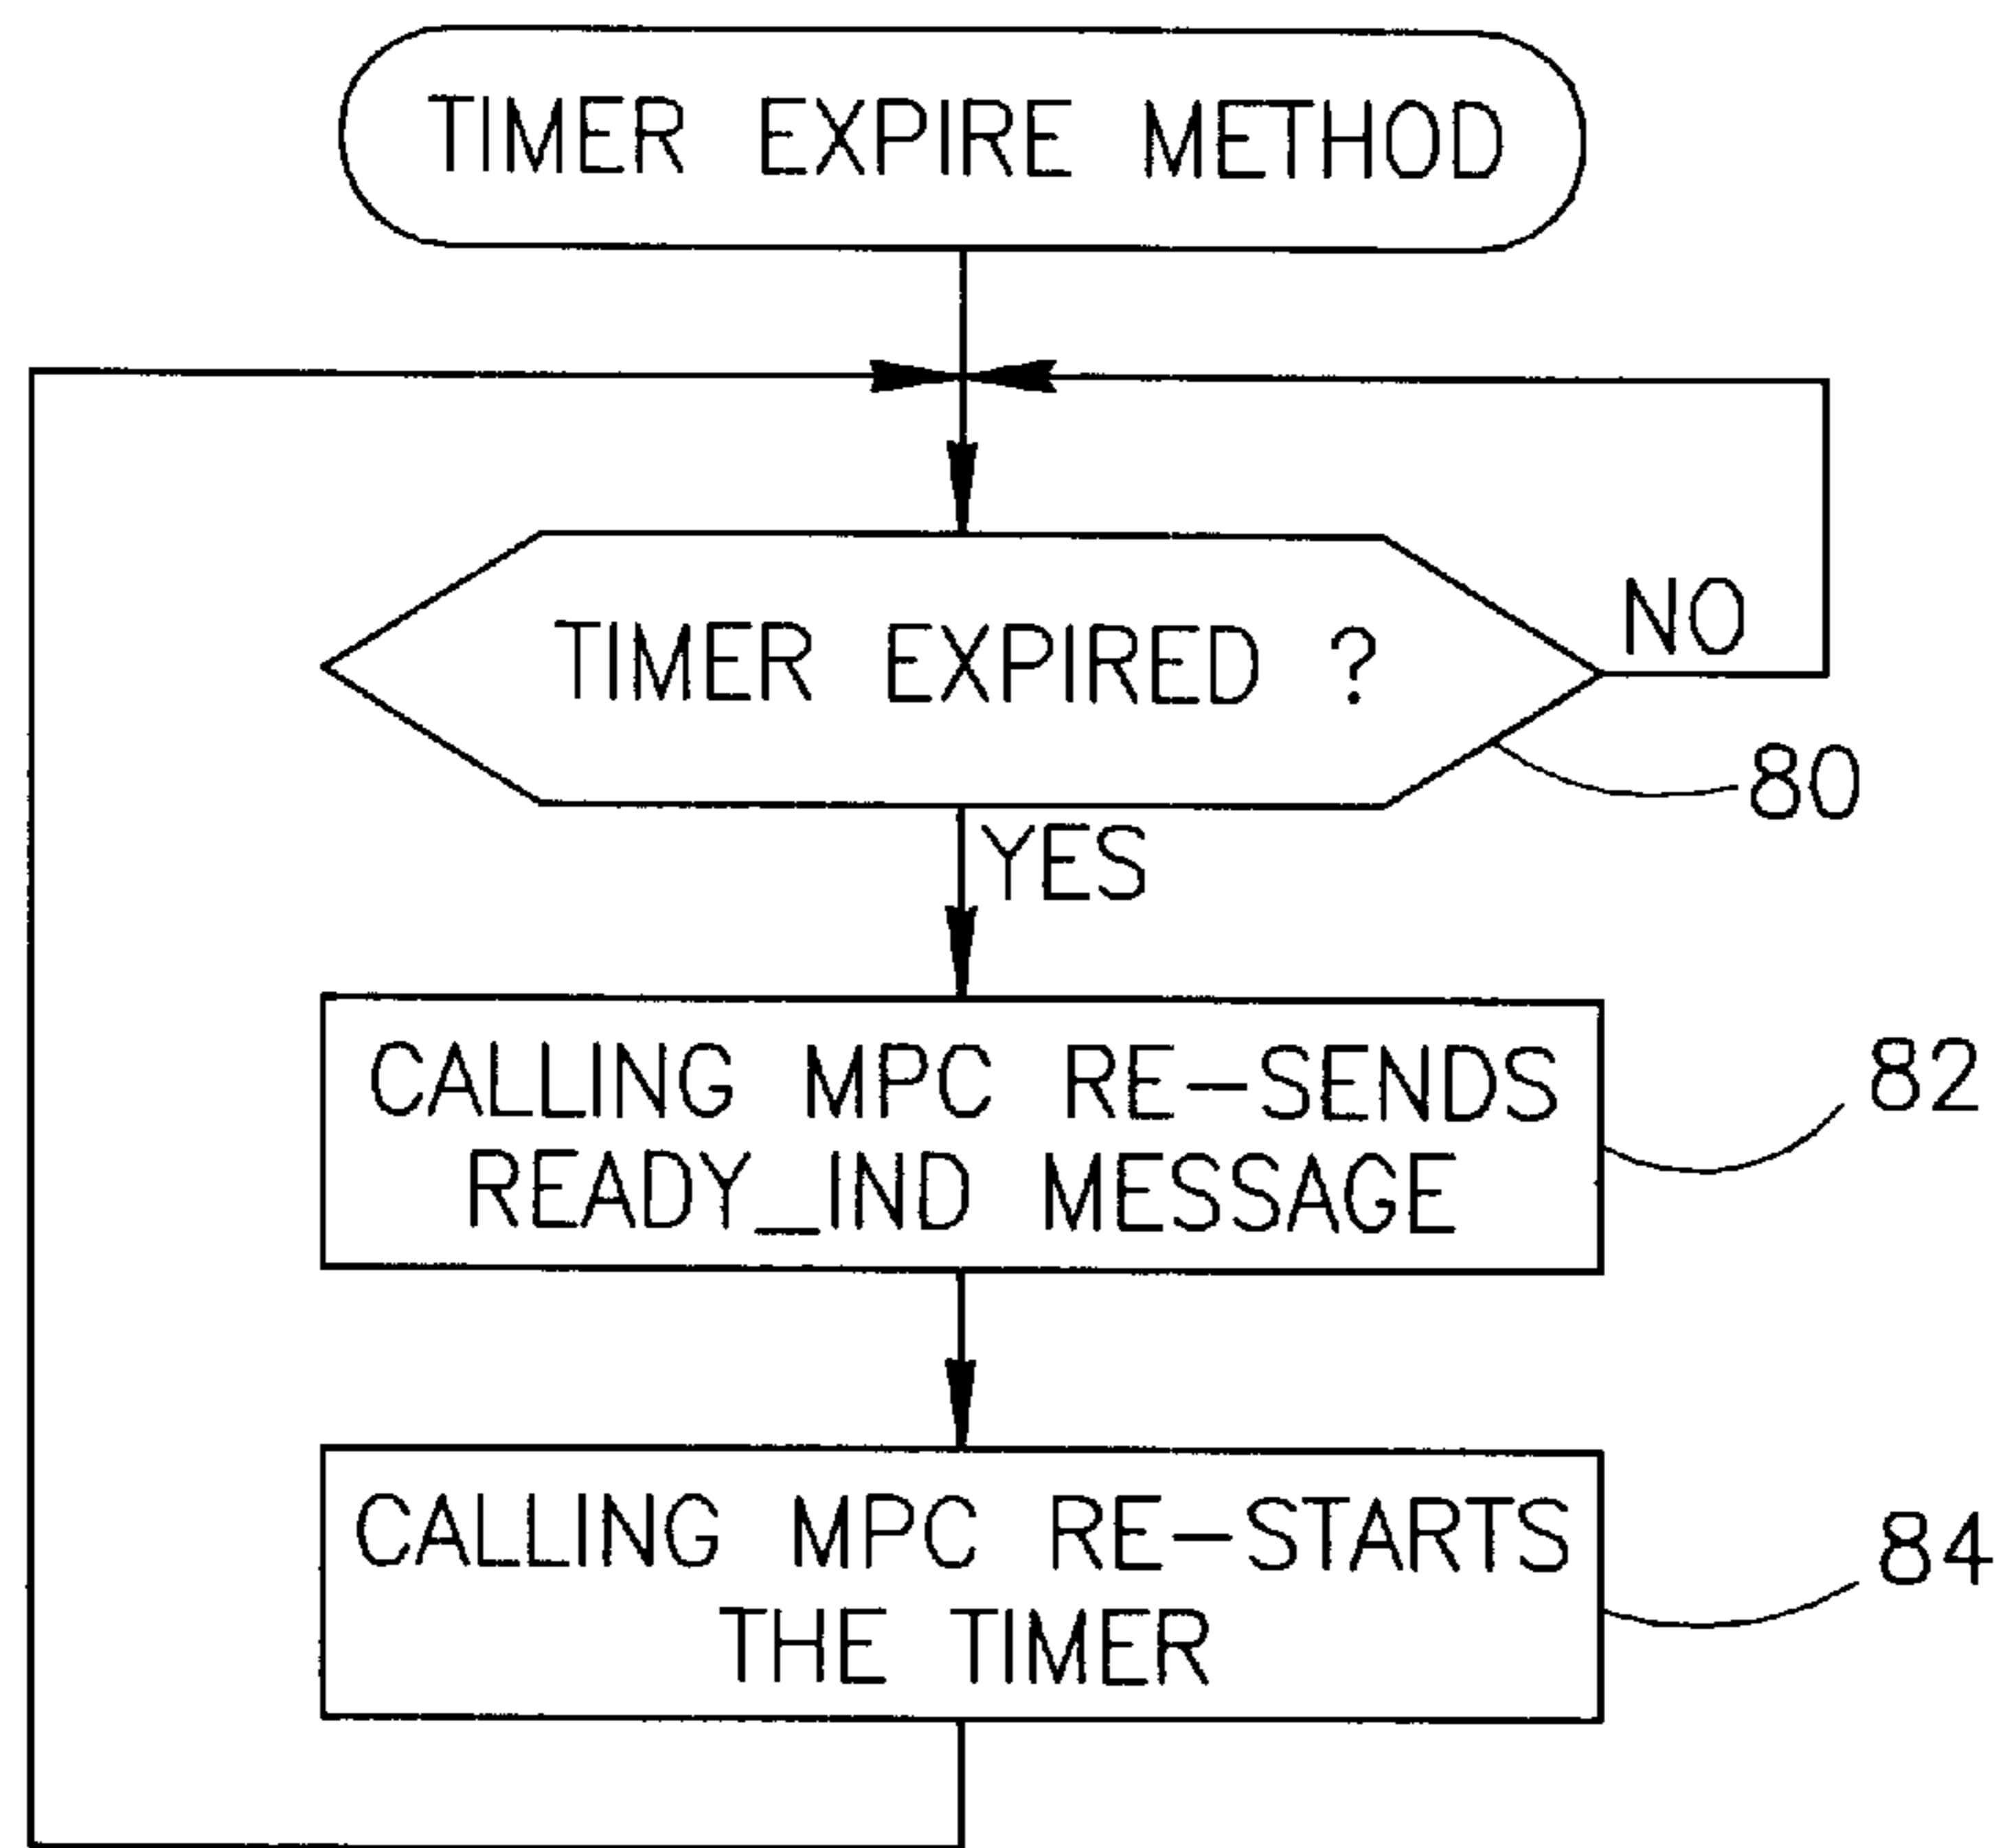 TIMER EXPIRE METHOD
TIMER EXPIRED ?
NO
80
YES
CALLING MPC RE-SENDS
READY_IND MESSAGE
82
CALLING MPC RE-STARTS
THE TIMER
84